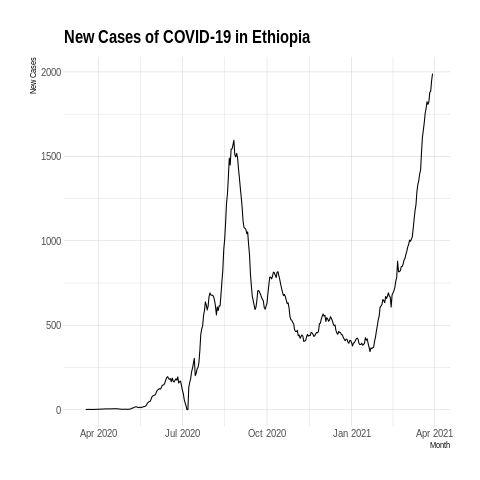 New Cases of COVID-19 in Ethiopia
New Cases
2000
1500
1000
500
0
Apr 2020
Jul 2020
Oct 2020
Jan 2021
Apr 2021
Month